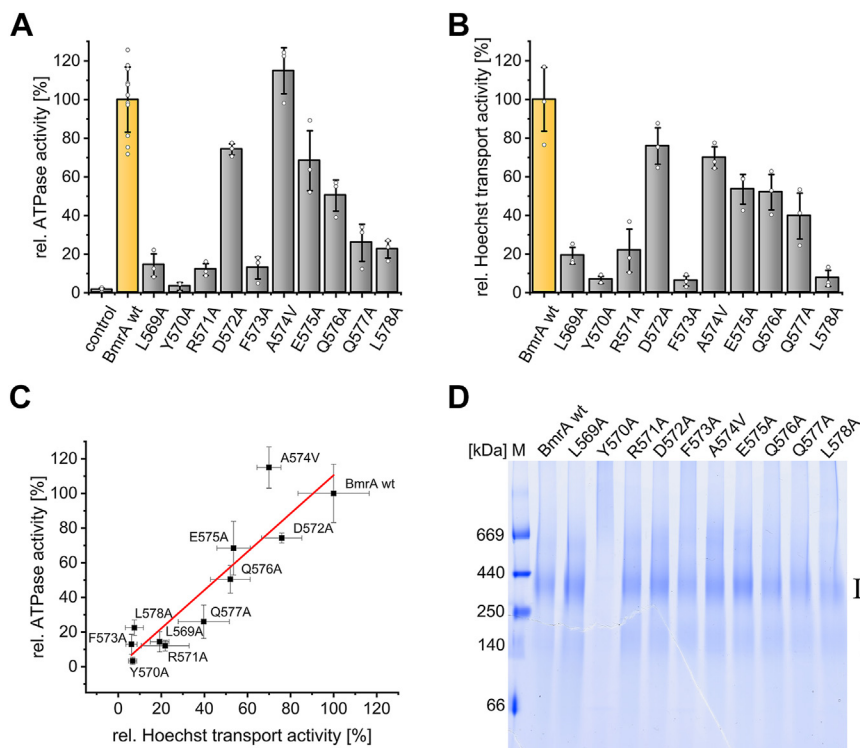 A
rel. ATPase activity [%]
120
100
80
60
40
20
0
control
BmrA wt
L569A
Y570A
R571A
D572A
F573A
A574V
E575A
Q576A
Q577A
L578A
B
rel. Hoechst transport activity [%]
120
100
80
60
40
20
0
BmrA wt
L569A
Y570A
R571A
D572A
F573A
A574V
E575A
Q576A
Q577A
L578A
C
rel. ATPase activity [%]
120
100
80
60
40
20
0
A574V
BmrA wt
D572A
E575A
Q576A
Q577A
L578A
L569A
F573A
R571A
Y570A
0 20 40 60 80 100 120
rel. Hoechst transport activity [%]
D
[kDa] M BmrA wt L569A Y570A R571A D572A F573A A574V E575A Q576A Q577A L578A
669
440
250
140
66